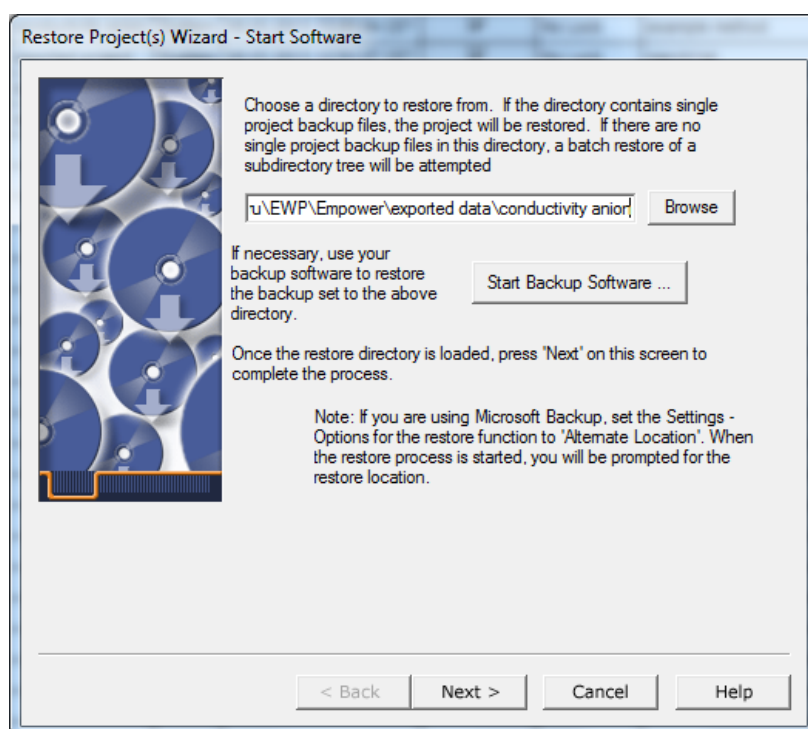 Restore Project(s) Wizard - Start Software
Choose a directory to restore from. If the directory contains single
project backup files, the project will be restored. If there are no
single project backup files in this directory, a batch restore of a
subdirectory tree will be attempted
\EWP\Empower\exported data\conductivity anion
Browse
If necessary, use your
backup software to restore
the backup set to the above
directory.
Start Backup Software ...
Once the restore directory is loaded, press "Next" on this screen to
complete the process.
Note: If you are using Microsoft Backup, set the Settings -
Options for the restore function to "Alternate Location". When
the restore process is started, you will be prompted for the
restore location.
< Back
Next >
Cancel
Help